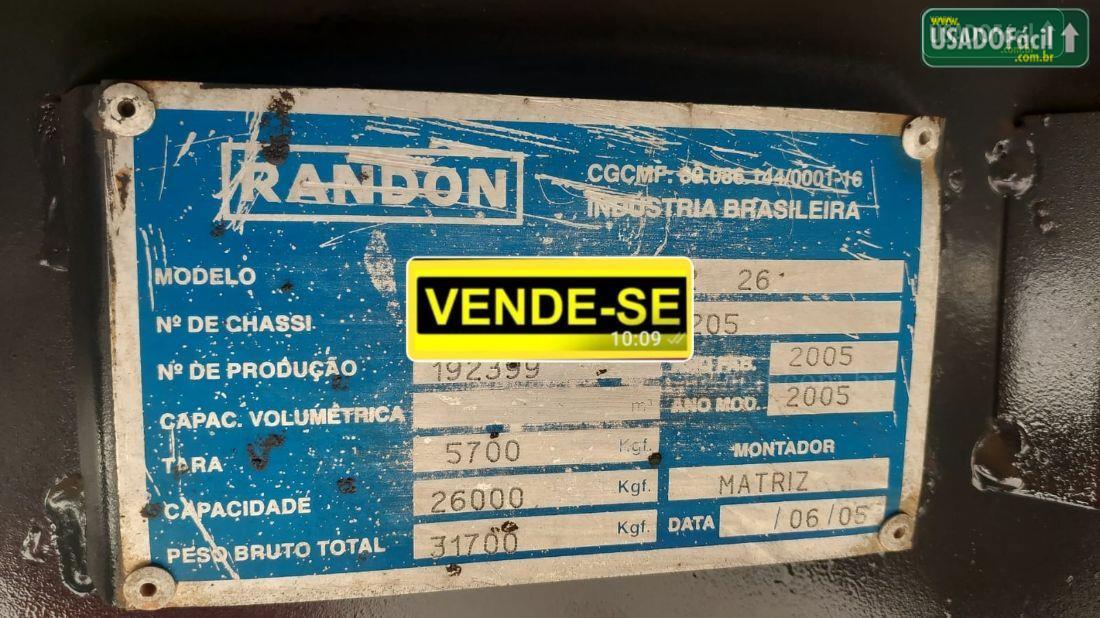 www.
USADOFácil
.com.br
RANDON
CGCMF. 89.086.144/0001-16
INDÚSTRIA BRASILEIRA
MODELO 26
Nº DE CHASSI 205
VENDE-SE
10:09
Nº DE PRODUÇÃO 192399 2005
CAPAC. VOLUMÉTRICA m³ ANO MOD. 2005
TARA 5700 Kgf. MONTADOR
CAPACIDADE 26000 Kgf. MATRIZ
PESO BRUTO TOTAL 31700 Kgf. DATA /06/05